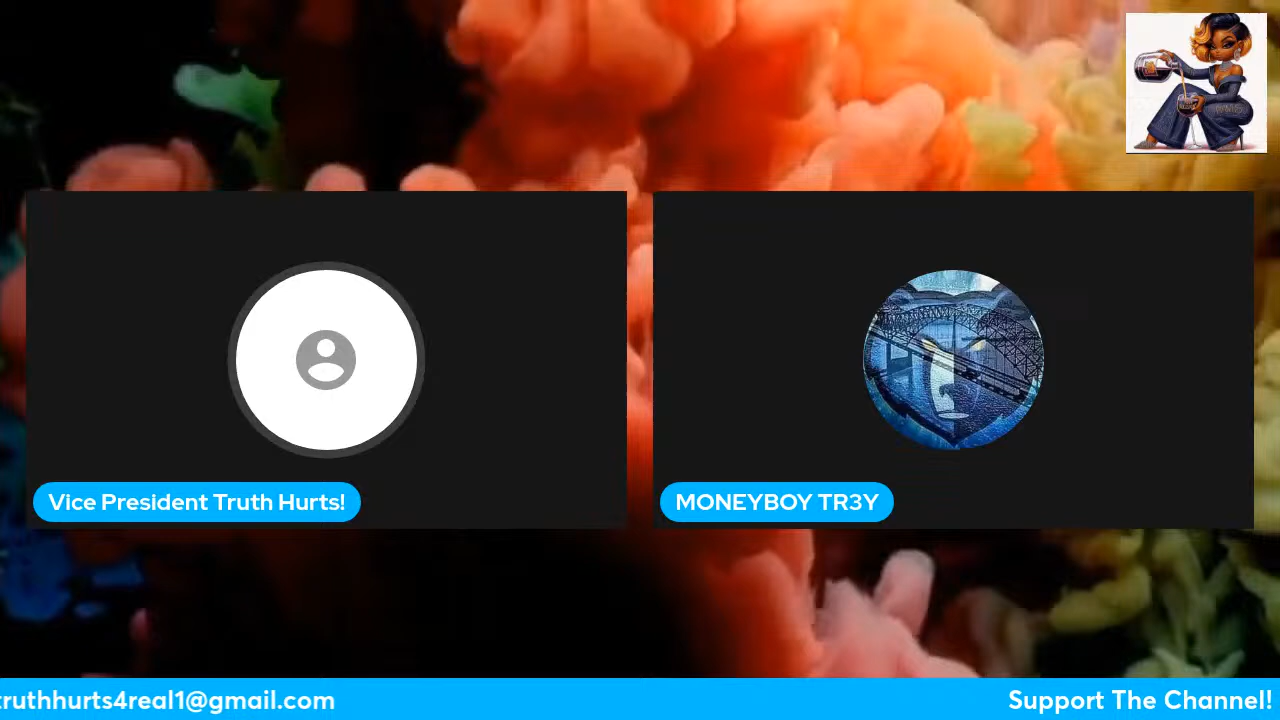 Vice President Truth Hurts!
MONEYBOY TR3Y
truthhurts4real1@gmail.com
Support The Channel!